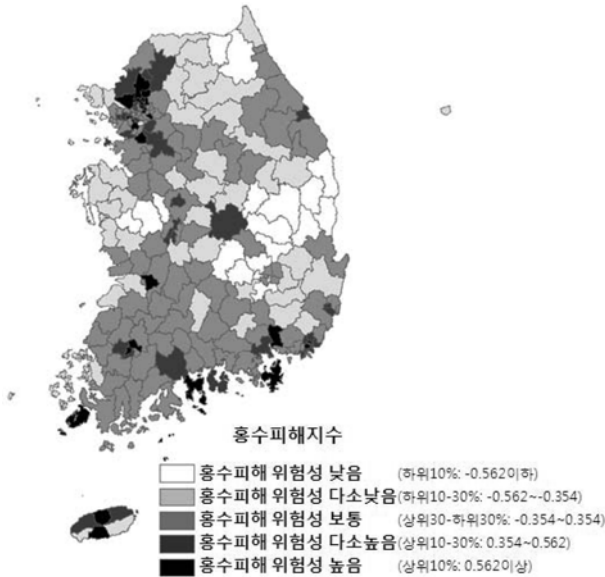 홍수피해지수
홍수피해 위험성 낮음 (하위10%: -0.562이하)
홍수피해 위험성 다소낮음 (하위10-30%: -0.562~-0.354)
홍수피해 위험성 보통 (상위30-하위30%: -0.354~0.354)
홍수피해 위험성 다소높음 (상위10-30%: 0.354~0.562)
홍수피해 위험성 높음 (상위10%: 0.562이상)